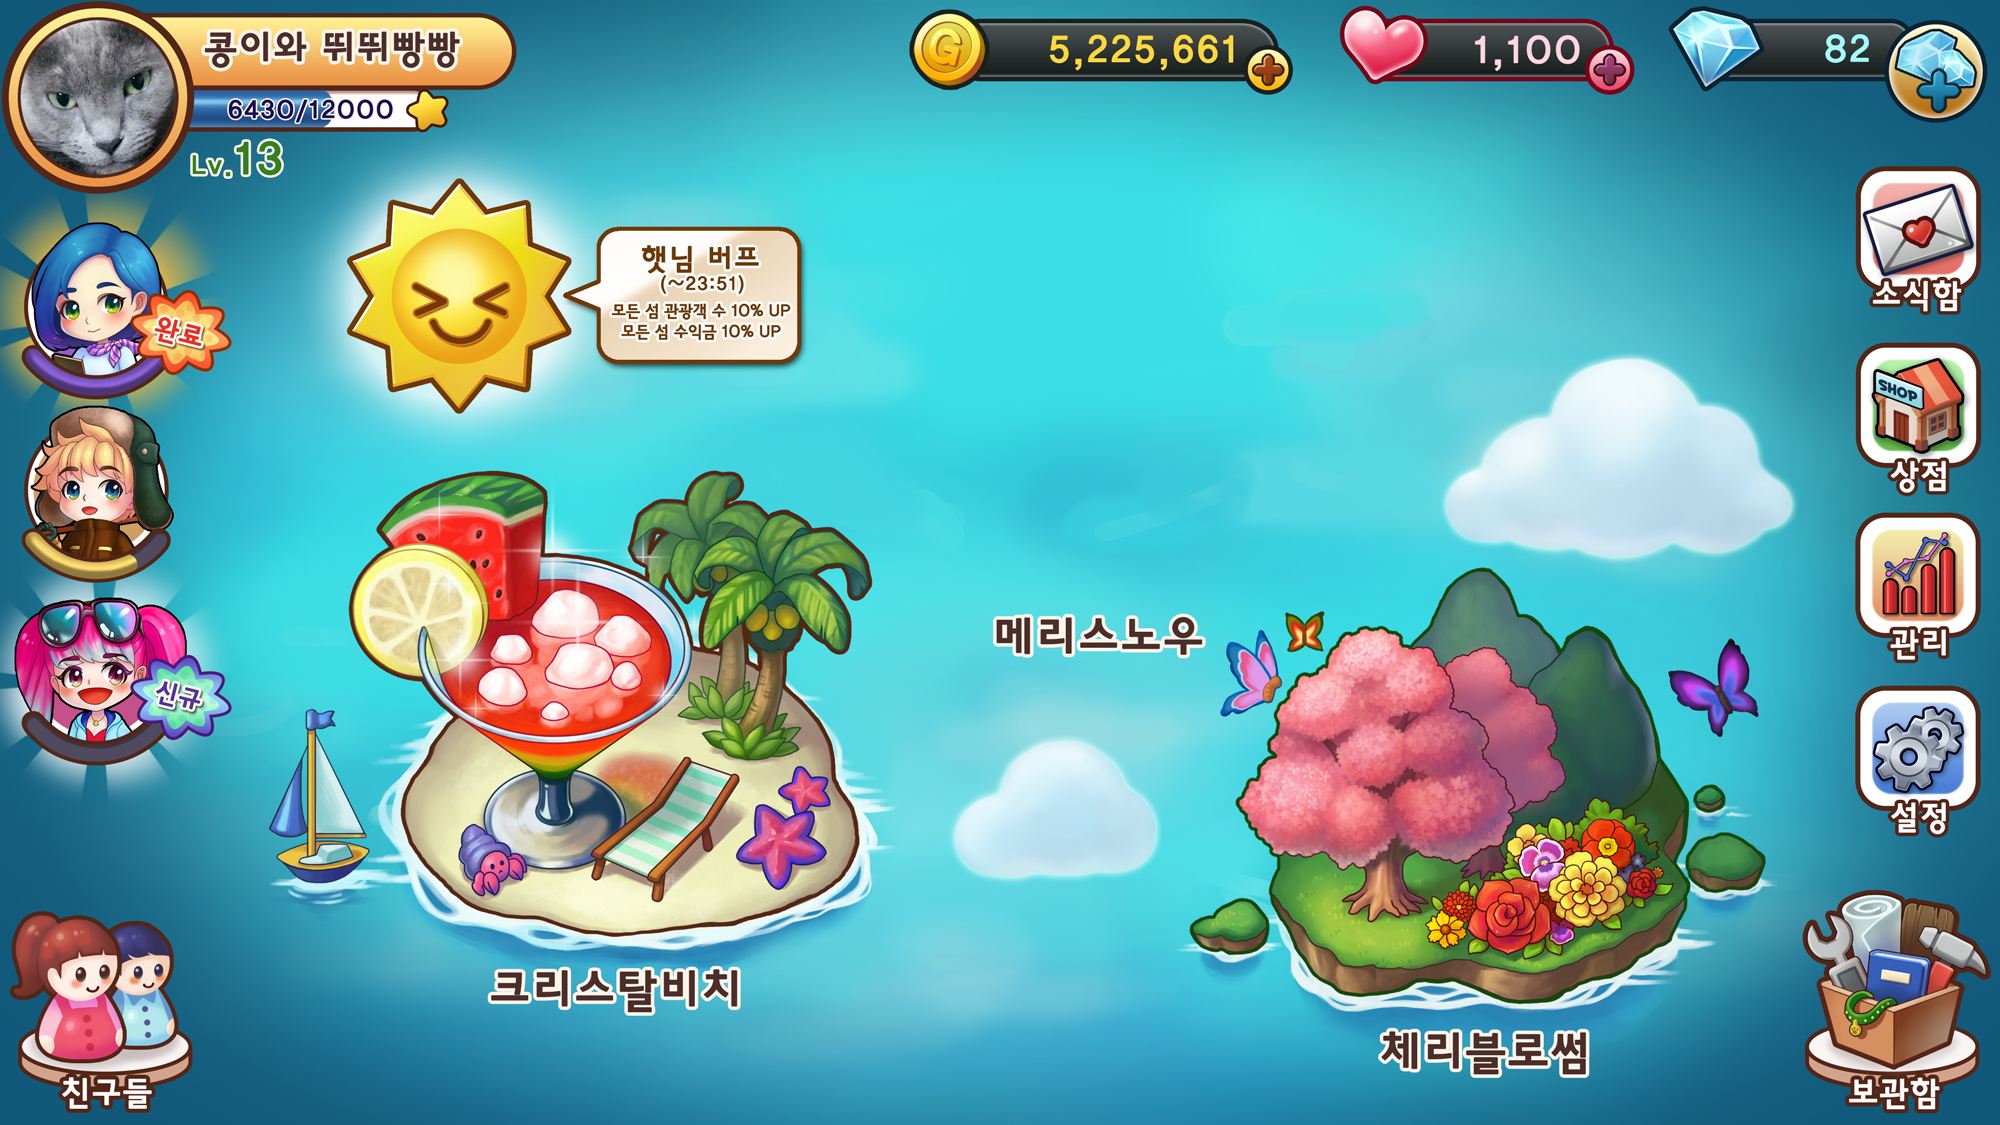 콩이와 뛰뛰빵빵
6430/12000
Lv.13
G
5,225,661
1,100
82
햇님 버프
(~23:51)
모든 섬 관광객 수 10% UP
모든 섬 수익금 10% UP
완료
신규
소식함
SHOP
상점
관리
설정
메리스노우
크리스탈비치
체리블로썸
친구들
보관함